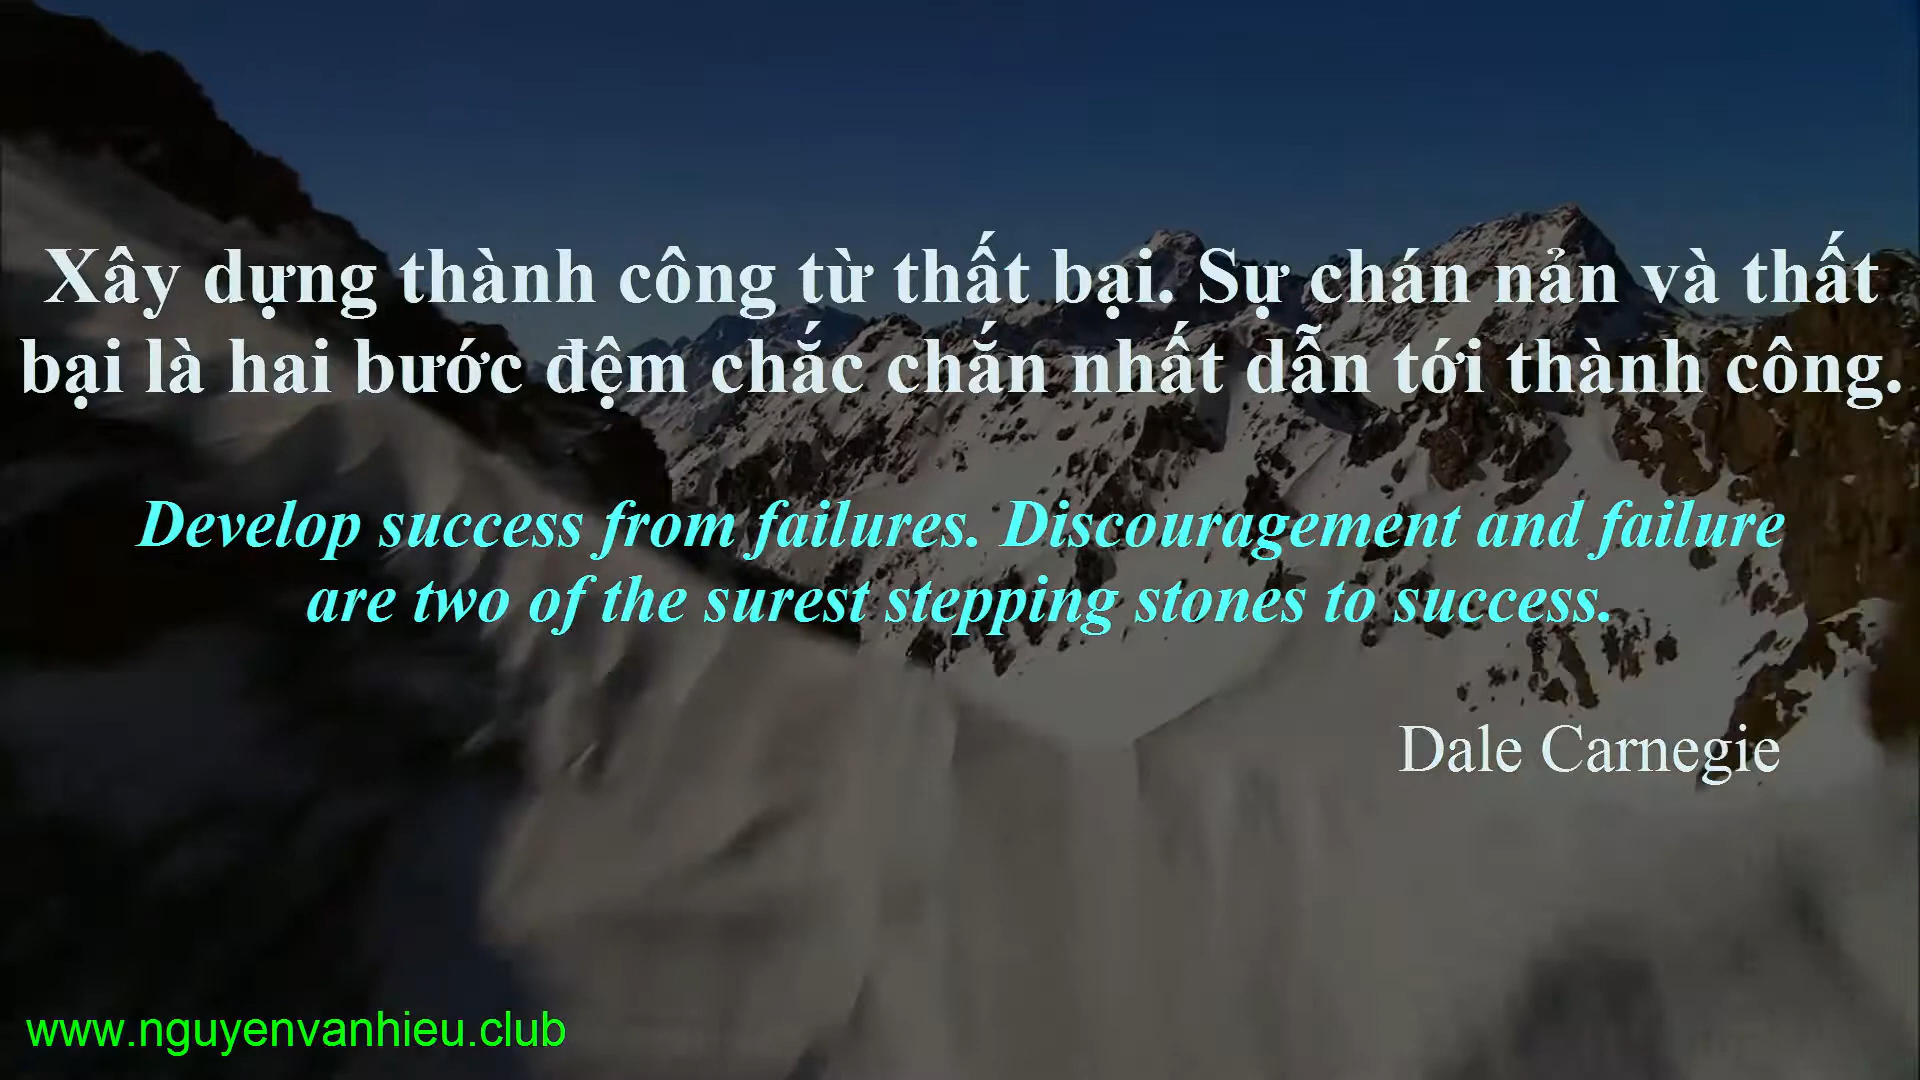 Xây dựng thành công từ thất bại. Sự chán nản và thất
bại là hai bước đệm chắc chắn nhất dẫn tới thành công.
Develop success from failures. Discouragement and failure
are two of the surest stepping stones to success.
Dale Carnegie
www.nguyenvanhieu.club